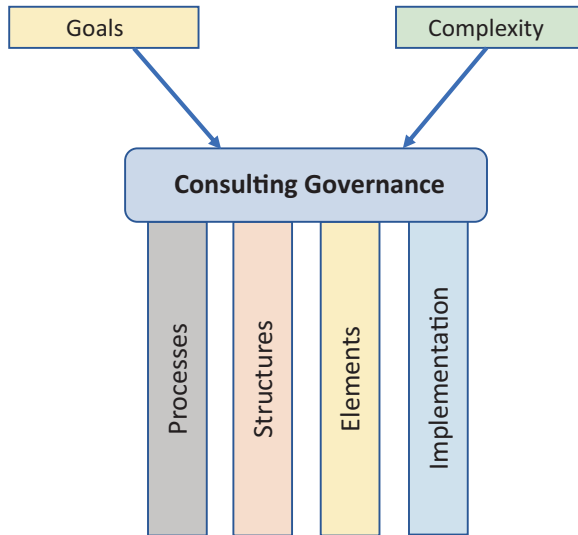 Goals
Complexity
Consulting Governance
Processes
Structures
Elements
Implementation